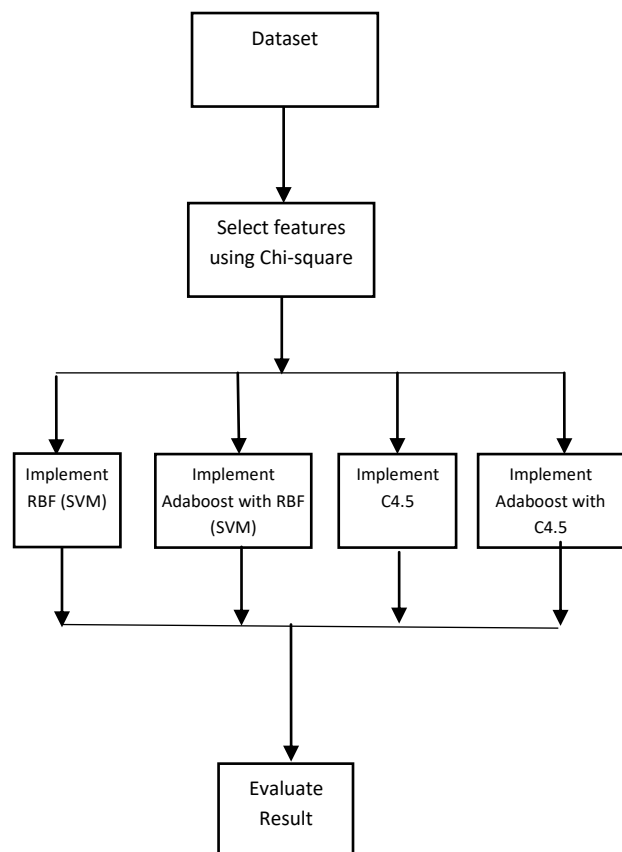 Dataset
Select features
using Chi-square
Implement
RBF (SVM)
Implement
Adaboost with RBF
(SVM)
Implement
C4.5
Implement
Adaboost with
C4.5
Evaluate
Result